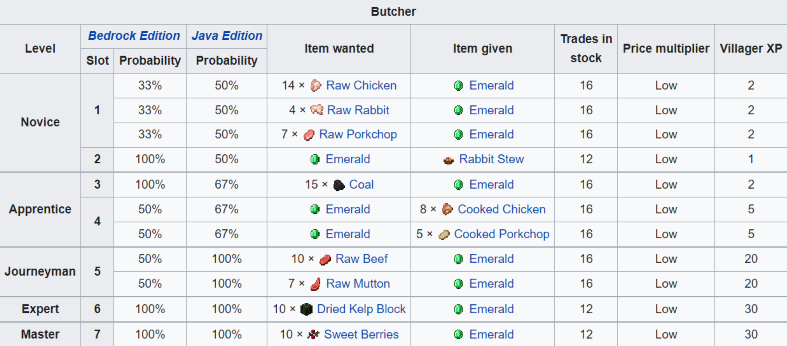 Butcher
Level Bedrock Edition Java Edition Item wanted Item given Trades in stock Price multiplier Villager XP
Slot Probability Probability
Novice 1 33% 50% 14 × Raw Chicken Emerald 16 Low 2
33% 50% 4 × Raw Rabbit Emerald 16 Low 2
33% 50% 7 × Raw Porkchop Emerald 16 Low 2
2 100% 50% Emerald Rabbit Stew 12 Low 1
Apprentice 3 100% 67% 15 × Coal Emerald 16 Low 2
4 50% 67% Emerald 8 × Cooked Chicken 16 Low 5
50% 67% Emerald 5 × Cooked Porkchop 16 Low 5
Journeyman 5 50% 100% 10 × Raw Beef Emerald 16 Low 20
50% 100% 7 × Raw Mutton Emerald 16 Low 20
Expert 6 100% 100% 10 × Dried Kelp Block Emerald 12 Low 30
Master 7 100% 100% 10 × Sweet Berries Emerald 12 Low 30